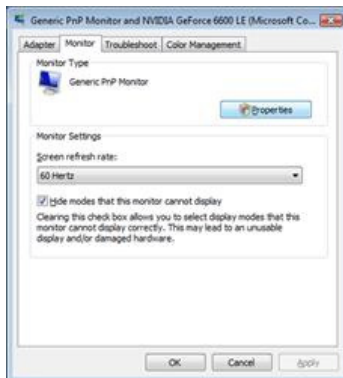 Generic PnP Monitor and NVIDIA GeForce 6600 LE (Microsoft Co...
Adapter Monitor Troubleshoot Color Management
Monitor Type
Generic PnP Monitor
Properties
Monitor Settings
Screen refresh rate:
60 Hertz
Hide modes that this monitor cannot display
Clearing this check box allows you to select display modes that this
monitor cannot display correctly. This may lead to an unusable
display and/or damaged hardware.
OK Cancel Apply